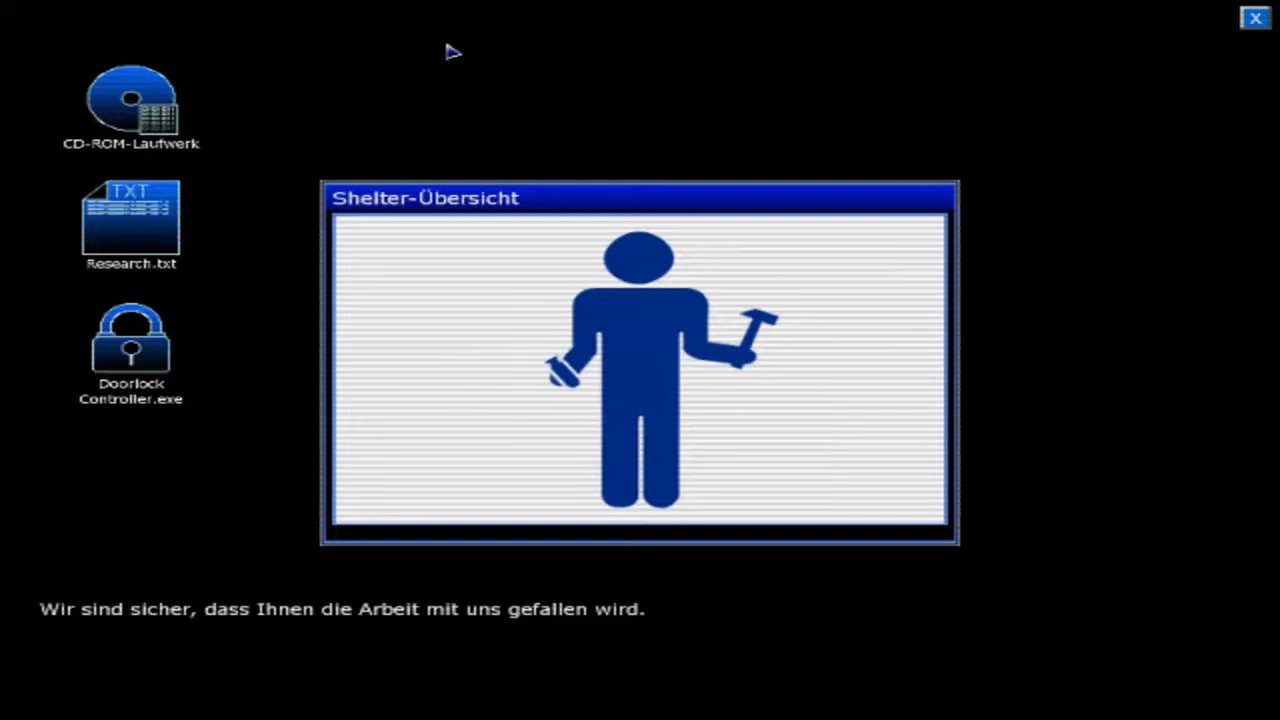 X
CD-ROM-Laufwerk
TXT
Research.txt
Doorlock
Controller.exe
Shelter-Übersicht
Wir sind sicher, dass Ihnen die Arbeit mit uns gefallen wird.